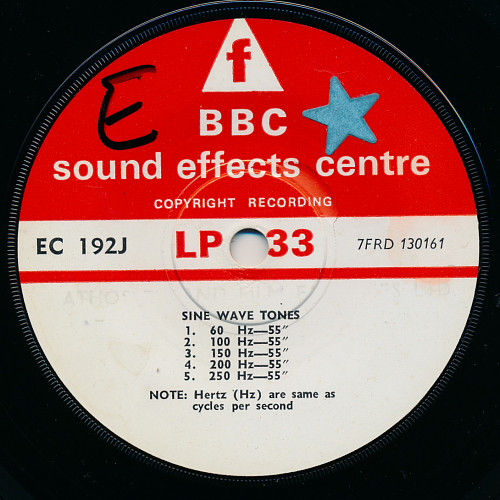 f
E
BBC
sound effects centre
COPYRIGHT RECORDING
EC 192J
LP 33
7FRD 130161
SINE WAVE TONES
1. 60 Hz—55"
2. 100 Hz—55"
3. 150 Hz—55"
4. 200 Hz—55"
5. 250 Hz—55"
NOTE: Hertz (Hz) are same as
cycles per second